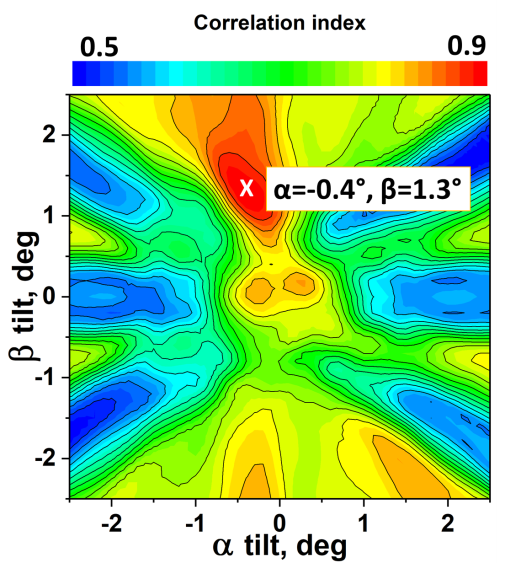 Correlation index
0.5 0.9
α=-0.4°, β=1.3°
X
2
1
0
-1
-2
β tilt, deg
-2 -1 0 1 2
α tilt, deg